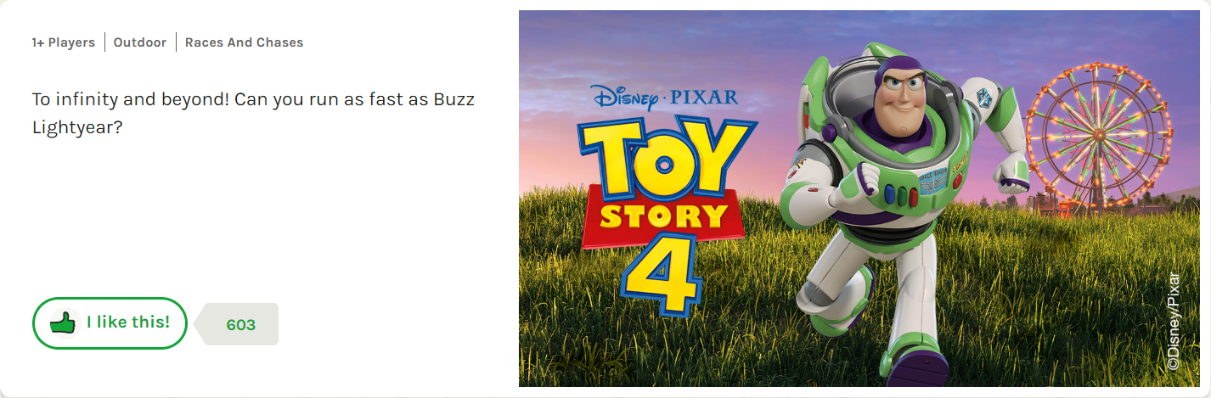 1+ Players | Outdoor | Races And Chases
To infinity and beyond! Can you run as fast as Buzz
Lightyear?
I like this!
603
Disney · PIXAR
TOY
STORY
4
©Disney/Pixar